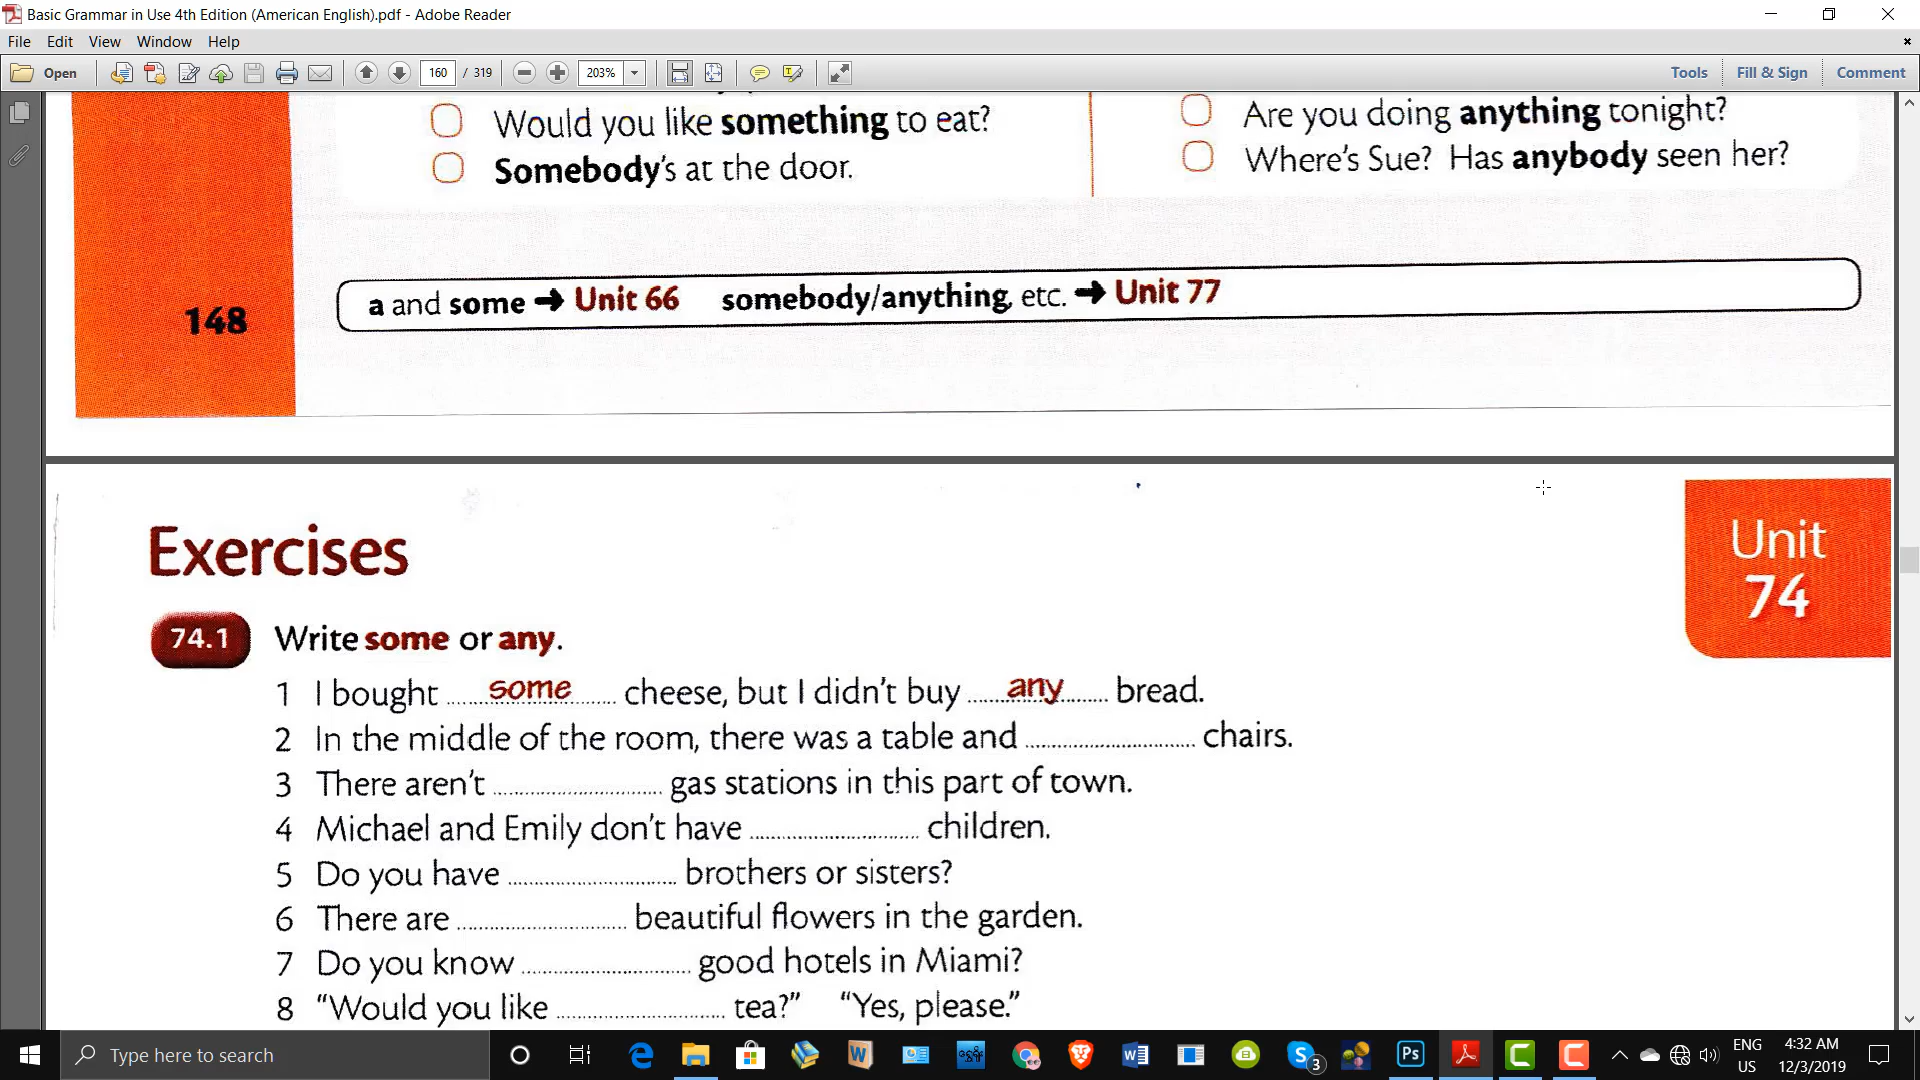 Basic Grammar in Use 4th Edition (American English).pdf - Adobe Reader
File Edit View Window Help
Open 160 / 319 203% Tools Fill & Sign Comment
Would you like something to eat?
Somebody's at the door.
Are you doing anything tonight?
Where's Sue? Has anybody seen her?
148
a and some → Unit 66 somebody/anything, etc. → Unit 77
Exercises
Unit
74
74.1 Write some or any.
1 I bought some cheese, but I didn't buy any bread.
2 In the middle of the room, there was a table and ............................ chairs.
3 There aren't ............................ gas stations in this part of town.
4 Michael and Emily don't have ............................ children.
5 Do you have ............................ brothers or sisters?
6 There are ............................ beautiful flowers in the garden.
7 Do you know ............................ good hotels in Miami?
8 "Would you like ............................ tea?" "Yes, please."
Type here to search
3
ENG
US
4:32 AM
12/3/2019